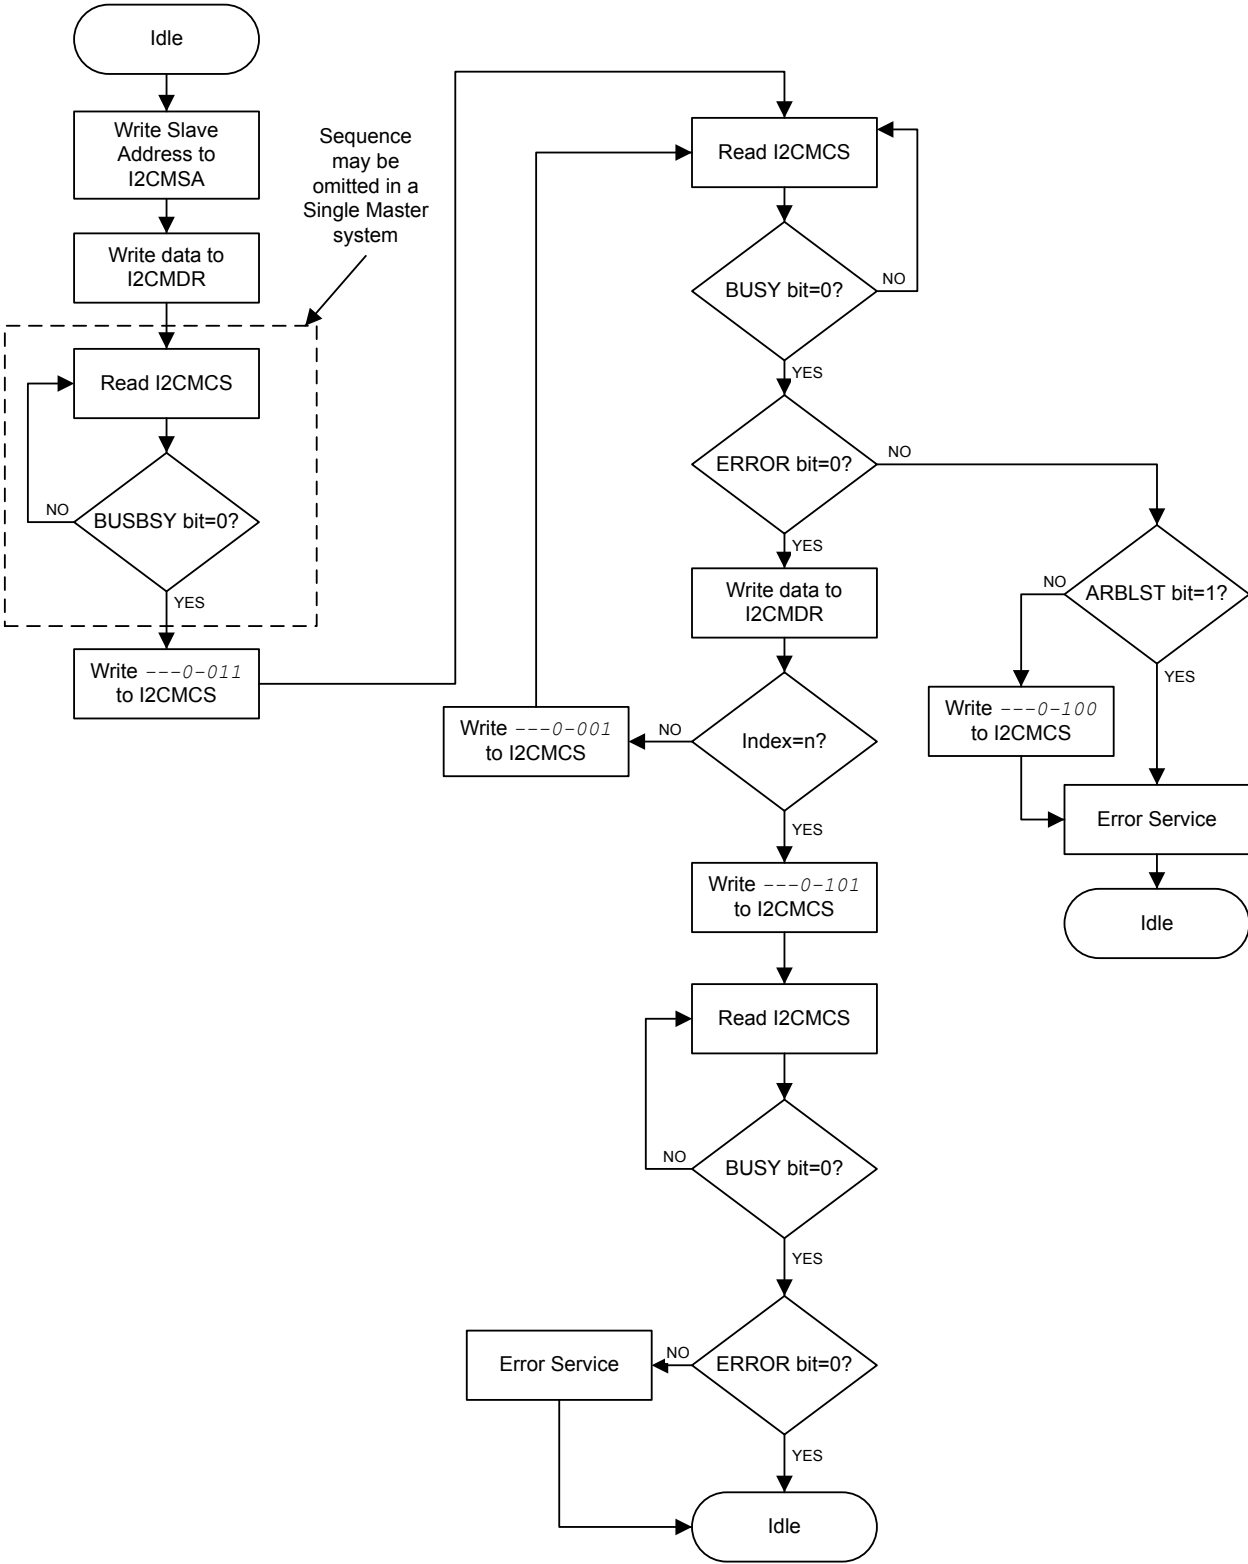 Idle
Write Slave
Address to
I2CMSA
Write data to
I2CMDR
Sequence
may be
omitted in a
Single Master
system
Read I2CMCS
BUSBSY bit=0?
NO
YES
Write ---0-011
to I2CMCS
Read I2CMCS
BUSY bit=0?
NO
YES
ERROR bit=0?
NO
YES
Write data to
I2CMDR
Index=n?
NO
Write ---0-001
to I2CMCS
YES
ARBLST bit=1?
NO
YES
Write ---0-100
to I2CMCS
Error Service
Idle
Write ---0-101
to I2CMCS
Read I2CMCS
BUSY bit=0?
NO
YES
ERROR bit=0?
NO
Error Service
YES
Idle